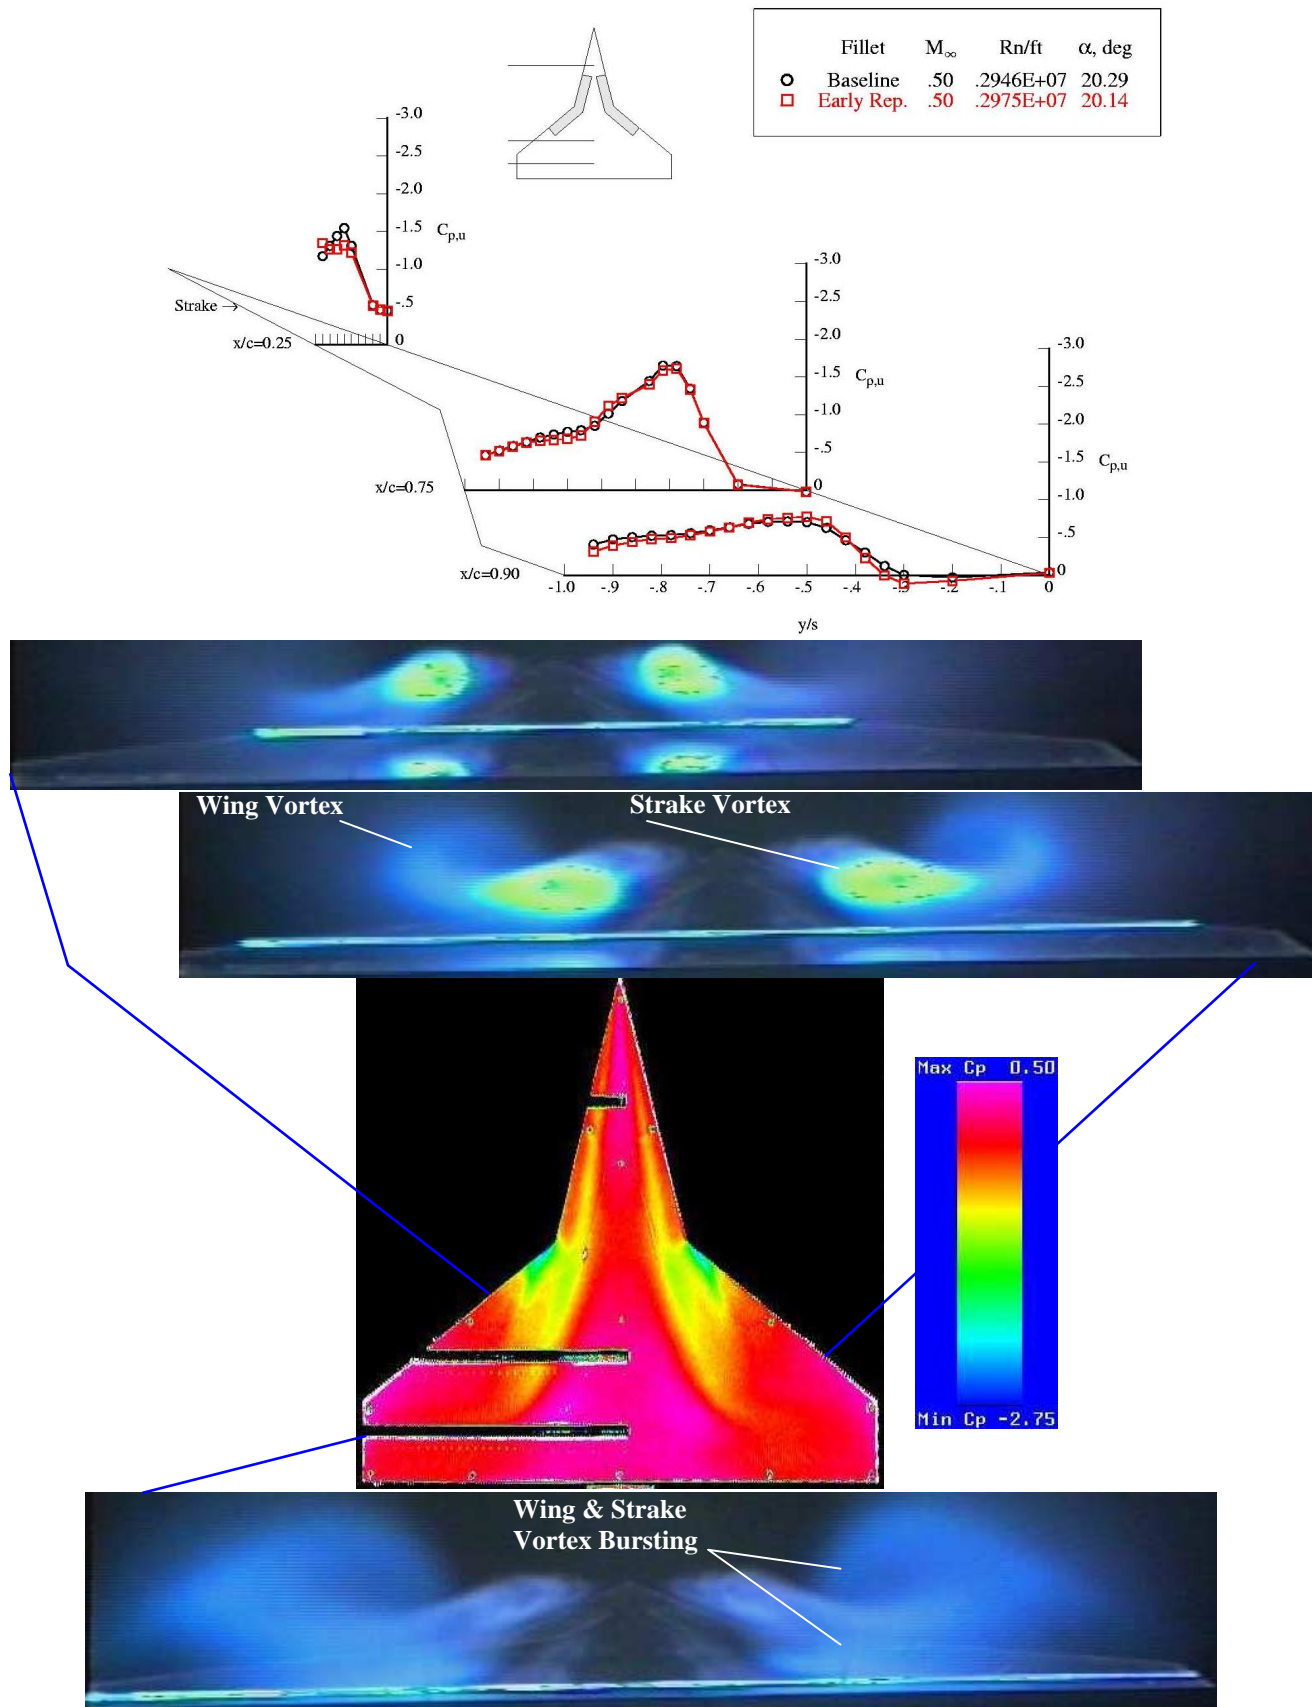 Fillet M∞ Rn/ft α, deg
Baseline .50 .2946E+07 20.29
Early Rep. .50 .2975E+07 20.14
-3.0
-2.5
-2.0
-1.5
Cp,u
-1.0
-.5
0
Strake →
x/c=0.25
-3.0
-2.5
-2.0
-1.5
Cp,u
-1.0
-.5
0
x/c=0.75
-3.0
-2.5
-2.0
-1.5
Cp,u
-1.0
-.5
0
x/c=0.90
-1.0 -.9 -.8 -.7 -.6 -.5 -.4 -.3 -.2 -.1 0
y/s
Wing Vortex
Strake Vortex
Max Cp 0.50
Min Cp -2.75
Wing & Strake
Vortex Bursting